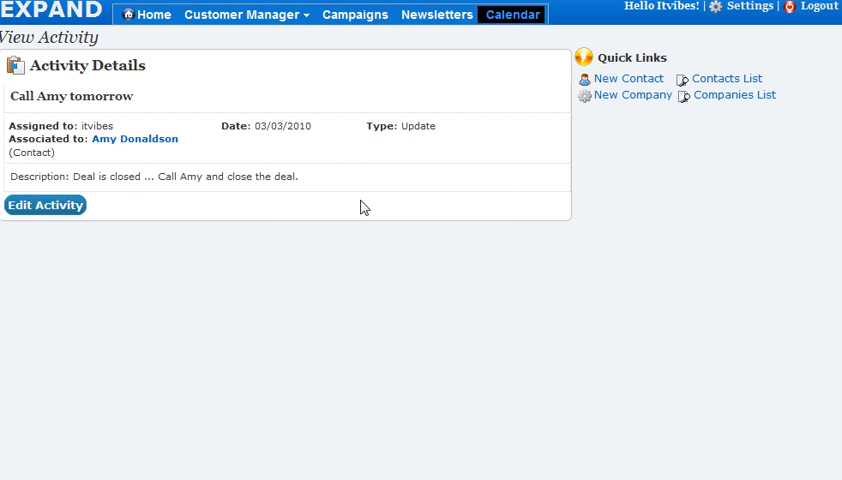 EXPAND
Home Customer Manager Campaigns Newsletters Calendar
Hello Itvibes! | Settings | Logout
View Activity
Activity Details
Call Amy tomorrow
Assigned to: itvibes Date: 03/03/2010 Type: Update
Associated to: Amy Donaldson
(Contact)
Description: Deal is closed ... Call Amy and close the deal.
Edit Activity
Quick Links
New Contact Contacts List
New Company Companies List